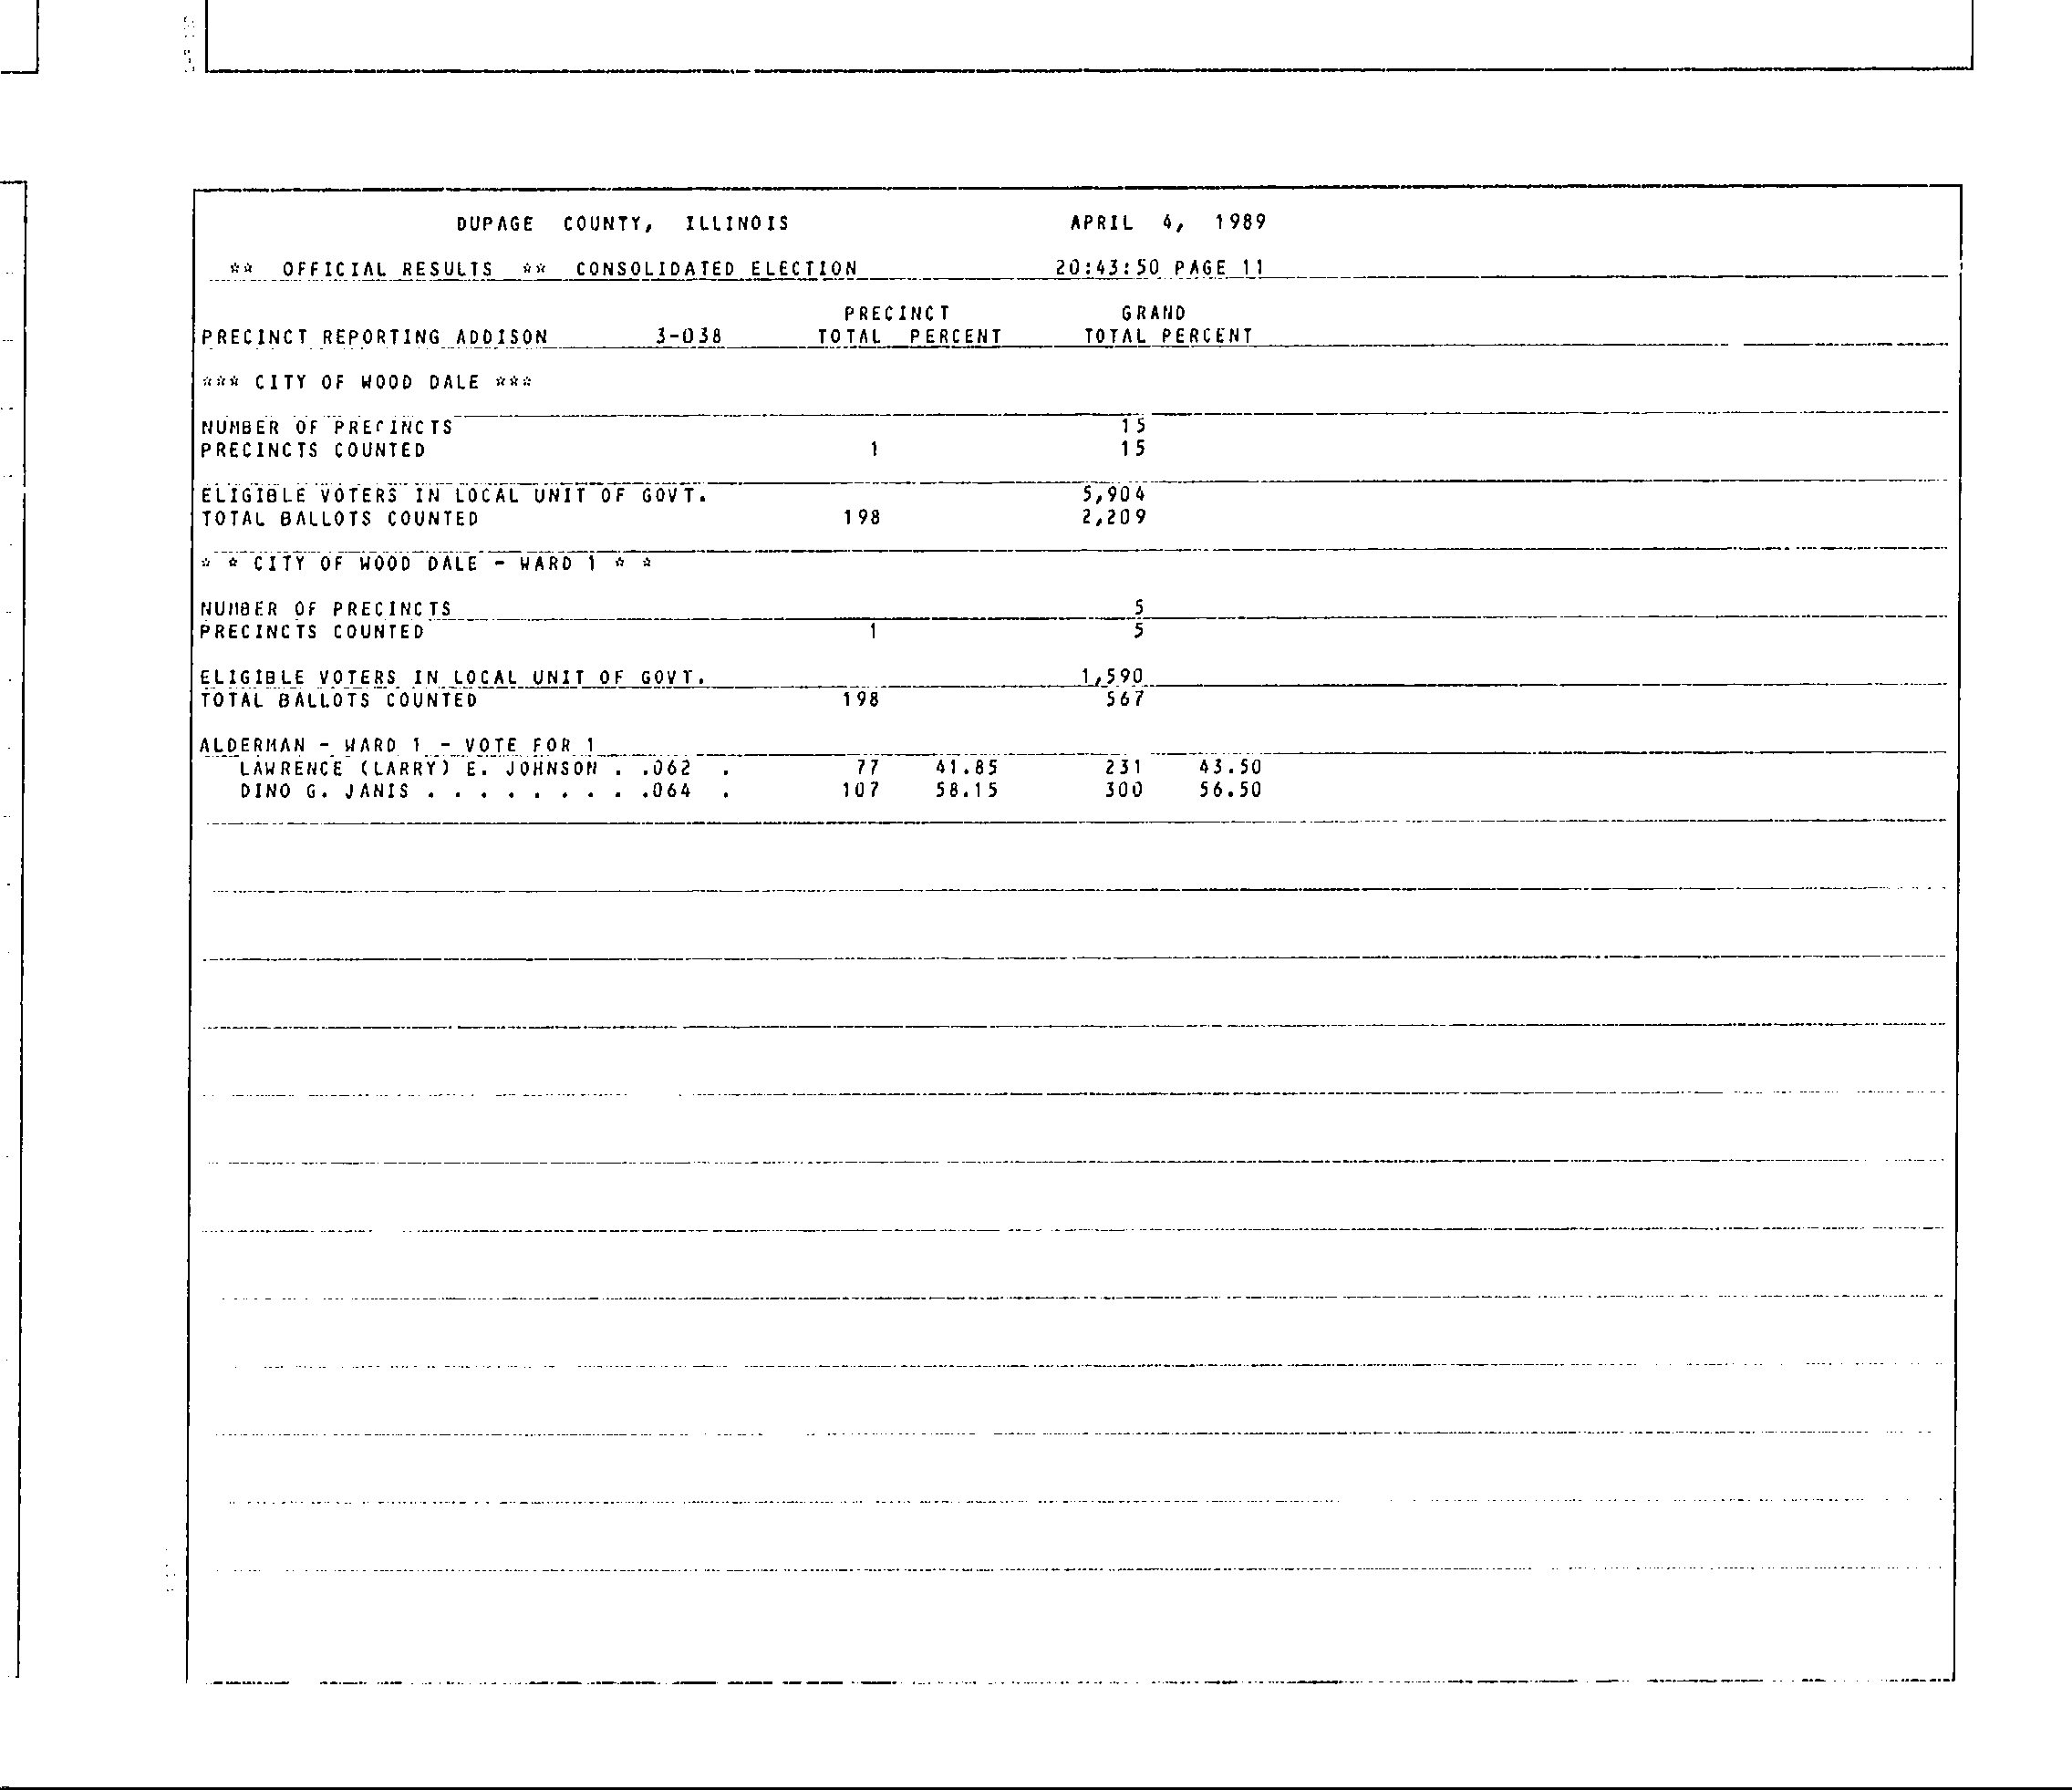 DUPAGE COUNTY, ILLINOIS APRIL 4, 1989
** OFFICIAL RESULTS ** CONSOLIDATED ELECTION 20:43:50 PAGE 11
PRECINCT GRAND
PRECINCT REPORTING ADDISON 3-038 TOTAL PERCENT TOTAL PERCENT
*** CITY OF WOOD DALE ***
NUMBER OF PRECINCTS 15
PRECINCTS COUNTED 1 15
ELIGIBLE VOTERS IN LOCAL UNIT OF GOVT. 5,904
TOTAL BALLOTS COUNTED 198 2,209
* * CITY OF WOOD DALE - WARD 1 * *
NUMBER OF PRECINCTS 5
PRECINCTS COUNTED 1 5
ELIGIBLE VOTERS IN LOCAL UNIT OF GOVT. 1,590
TOTAL BALLOTS COUNTED 198 567
ALDERMAN - WARD 1 - VOTE FOR 1
LAWRENCE (LARRY) E. JOHNSON . .062 . 77 41.85 231 43.50
DINO G. JANIS . . . . . . . . .064 . 107 58.15 300 56.50